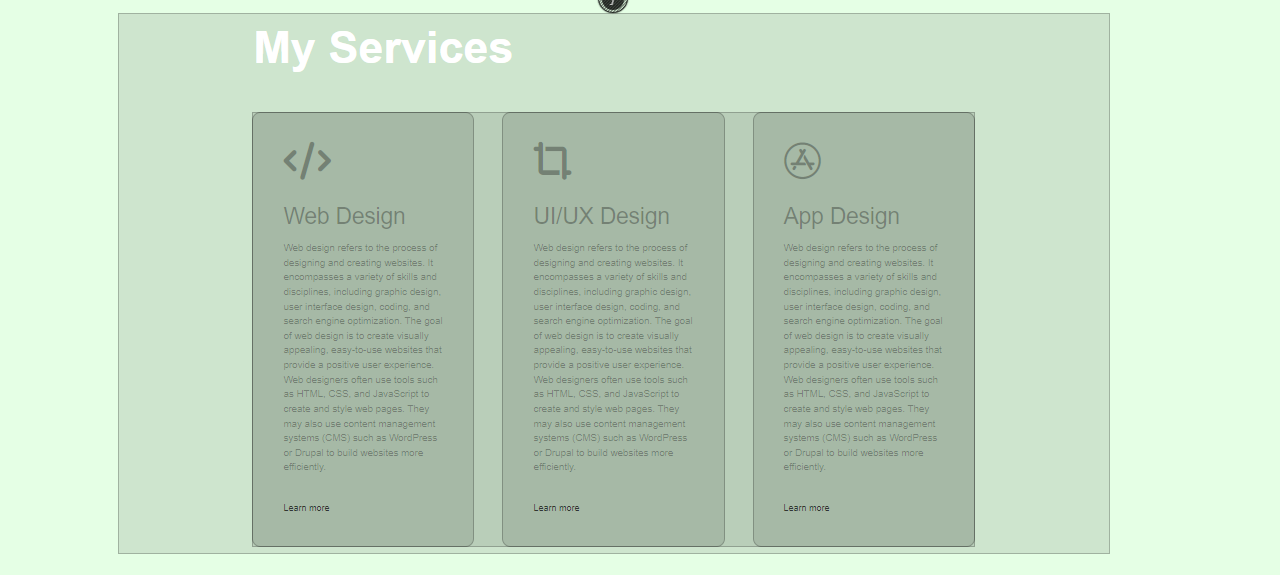 My Services
Web Design
Web design refers to the process of
designing and creating websites. It
encompasses a variety of skills and
disciplines, including graphic design,
user interface design, coding, and
search engine optimization. The goal
of web design is to create visually
appealing, easy-to-use websites that
provide a positive user experience.
Web designers often use tools such
as HTML, CSS, and JavaScript to
create and style web pages. They
may also use content management
systems (CMS) such as WordPress
or Drupal to build websites more
efficiently.
Learn more
UI/UX Design
Web design refers to the process of
designing and creating websites. It
encompasses a variety of skills and
disciplines, including graphic design,
user interface design, coding, and
search engine optimization. The goal
of web design is to create visually
appealing, easy-to-use websites that
provide a positive user experience.
Web designers often use tools such
as HTML, CSS, and JavaScript to
create and style web pages. They
may also use content management
systems (CMS) such as WordPress
or Drupal to build websites more
efficiently.
Learn more
App Design
Web design refers to the process of
designing and creating websites. It
encompasses a variety of skills and
disciplines, including graphic design,
user interface design, coding, and
search engine optimization. The goal
of web design is to create visually
appealing, easy-to-use websites that
provide a positive user experience.
Web designers often use tools such
as HTML, CSS, and JavaScript to
create and style web pages. They
may also use content management
systems (CMS) such as WordPress
or Drupal to build websites more
efficiently.
Learn more